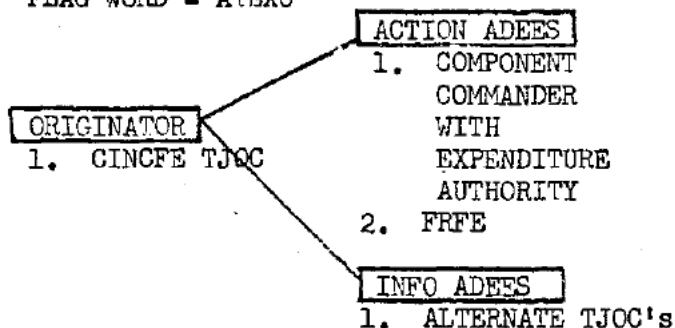 ACTION ADEES
1. COMPONENT
COMMANDER
WITH
EXPENDITURE
AUTHORITY
2. FRFE
ORIGINATOR
1. CINCFE TJOC
INFO ADEES
1. ALTERNATE TJOC's